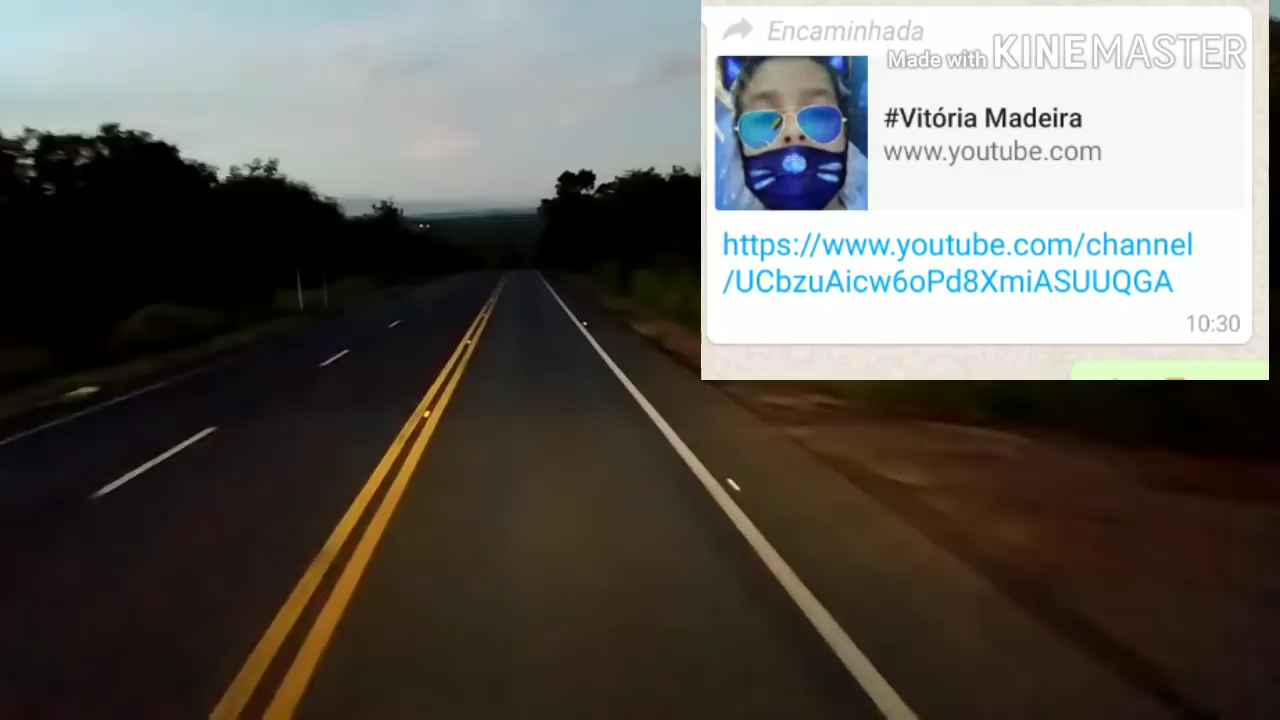 Encaminhada
Made with KINEMASTER
#Vitória Madeira
www.youtube.com
https://www.youtube.com/channel
/UCbzuAicw6oPd8XmiASUUQGA
10:30